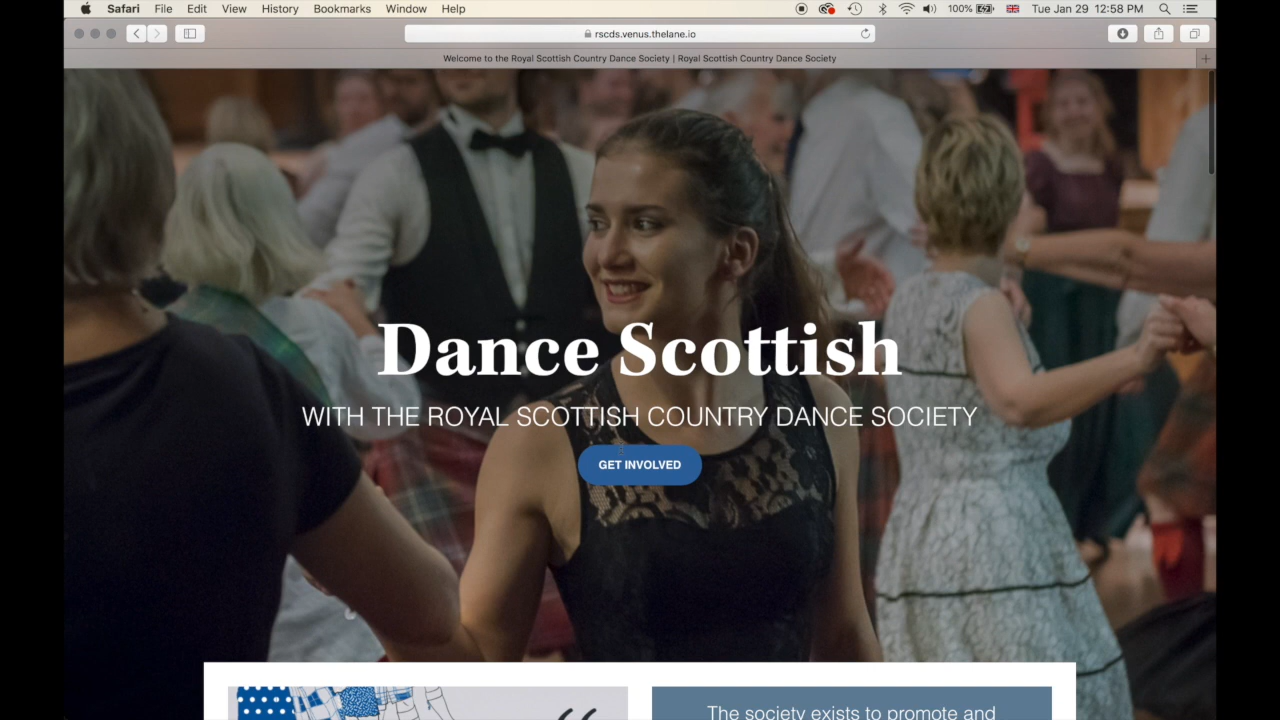 Safari File Edit View History Bookmarks Window Help 100% Tue Jan 29 12:58 PM
rscds.venus.thelane.io
Welcome to the Royal Scottish Country Dance Society | Royal Scottish Country Dance Society
Dance Scottish
WITH THE ROYAL SCOTTISH COUNTRY DANCE SOCIETY
GET INVOLVED
“
The society exists to promote and